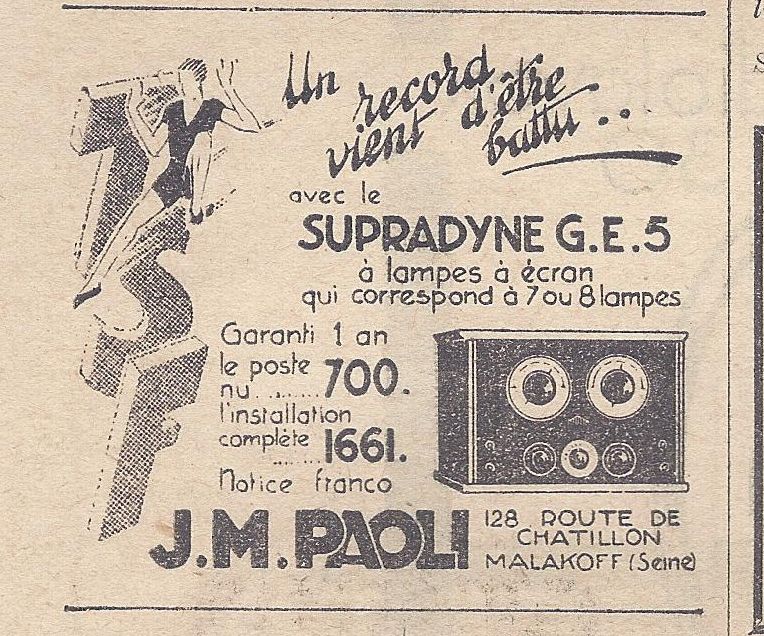 T.S.F.
Un record
vient d'être
battu..
avec le
SUPRADYNE G.E.5
à lampes à écran
qui correspond à 7 ou 8 lampes
Garanti 1 an
le poste
nu ...... 700.
l'installation
complète
........ 1661.
Notice franco
J.M.PAOLI
128 ROUTE DE
CHATILLON
MALAKOFF (Seine)